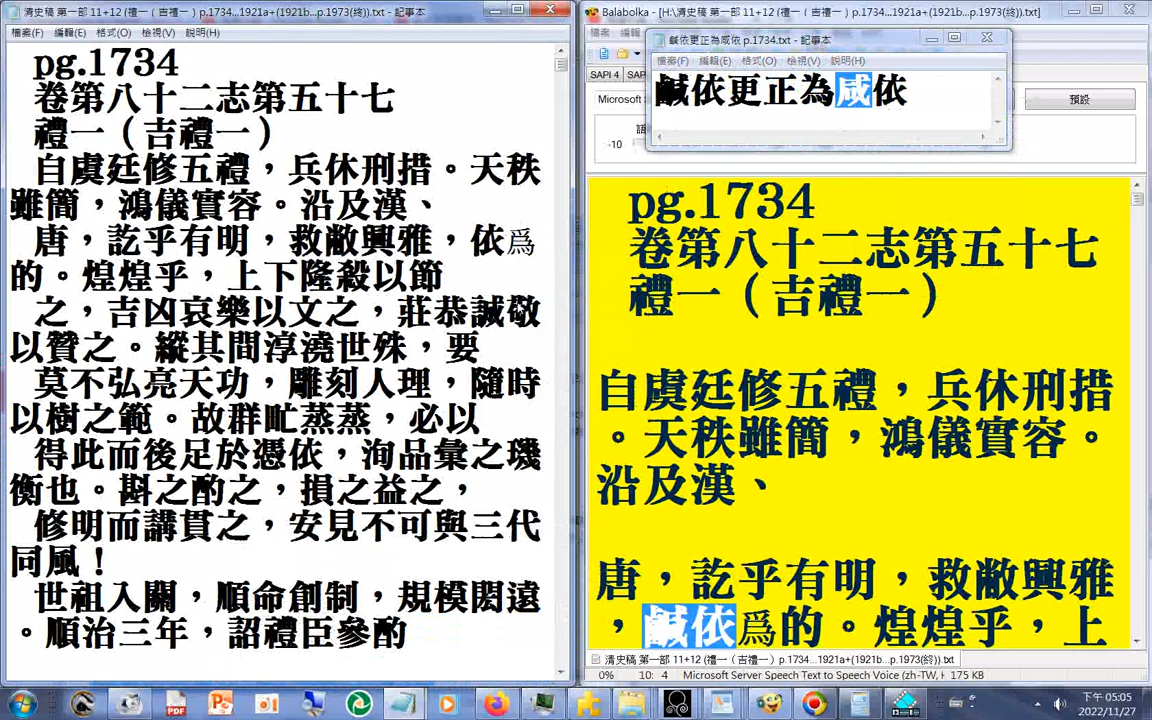 清史稿 第一部 11+12 (禮一 ( 吉禮一 ) p.1734...1921a+(1921b...p.1973(終)).txt - 記事本
檔案(F) 編輯(E) 格式(O) 檢視(V) 說明(H)
pg.1734
卷第八十二志第五十七
禮一（吉禮一）
自虞廷修五禮，兵休刑措。天秩
雖簡，鴻儀實容。沿及漢、
唐，訖乎有明，救敝興雅，依爲
的。煌煌乎，上下隆殺以節
之，吉凶哀樂以文之，莊恭誠敬
以贊之。縱其間淳澆世殊，要
莫不弘亮天功，雕刻人理，隨時
以樹之範。故群甿蒸蒸，必以
得此而後足於憑依，洵品彙之璣
衡也。斟之酌之，損之益之，
修明而講貫之，安見不可與三代
同風！
世祖入關，順命創制，規模閎遠
。順治三年，詔禮臣參酌
Balabolka - [H:\清史稿 第一部 11+12 (禮一 ( 吉禮一 ) p.1734...1921a+(1921b...p.1973(終)).txt]
檔案 編輯
鹹依更正為咸依 p.1734.txt - 記事本
檔案(F) 編輯(E) 格式(O) 檢視(V) 說明(H)
鹹依更正為咸依
SAPI 4
Microsoft
預設
-10
pg.1734
卷第八十二志第五十七
禮一（吉禮一）
自虞廷修五禮，兵休刑措
。天秩雖簡，鴻儀實容。
沿及漢、
唐，訖乎有明，救敝興雅
，鹹依爲的。煌煌乎，上
清史稿 第一部 11+12 (禮一 ( 吉禮一 ) p.1734...1921a+(1921b...p.1973(終)).txt
0% 10: 4 Microsoft Server Speech Text to Speech Voice (zh-TW, H 175 KB
下午 05:05
2022/11/27